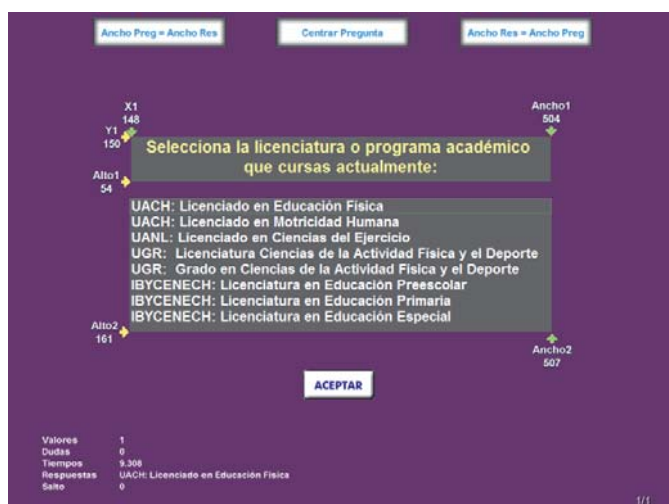 Ancho Preg = Ancho Res
Centrar Pregunta
Ancho Res = Ancho Preg
X1
148
Ancho1
504
Y1
150
Selecciona la licenciatura o programa académico
que cursas actualmente:
Alto1
54
UACH: Licenciado en Educación Física
UACH: Licenciado en Motricidad Humana
UANL: Licenciado en Ciencias del Ejercicio
UGR: Licenciatura Ciencias de la Actividad Física y el Deporte
UGR: Grado en Ciencias de la Actividad Física y el Deporte
IBYCENECH: Licenciatura en Educación Preescolar
IBYCENECH: Licenciatura en Educación Primaria
IBYCENECH: Licenciatura en Educación Especial
Alto2
161
Ancho2
507
ACEPTAR
Valores 1
Dudas 0
Tiempos 9.308
Respuestas UACH: Licenciado en Educación Física
Salto 0
1/1